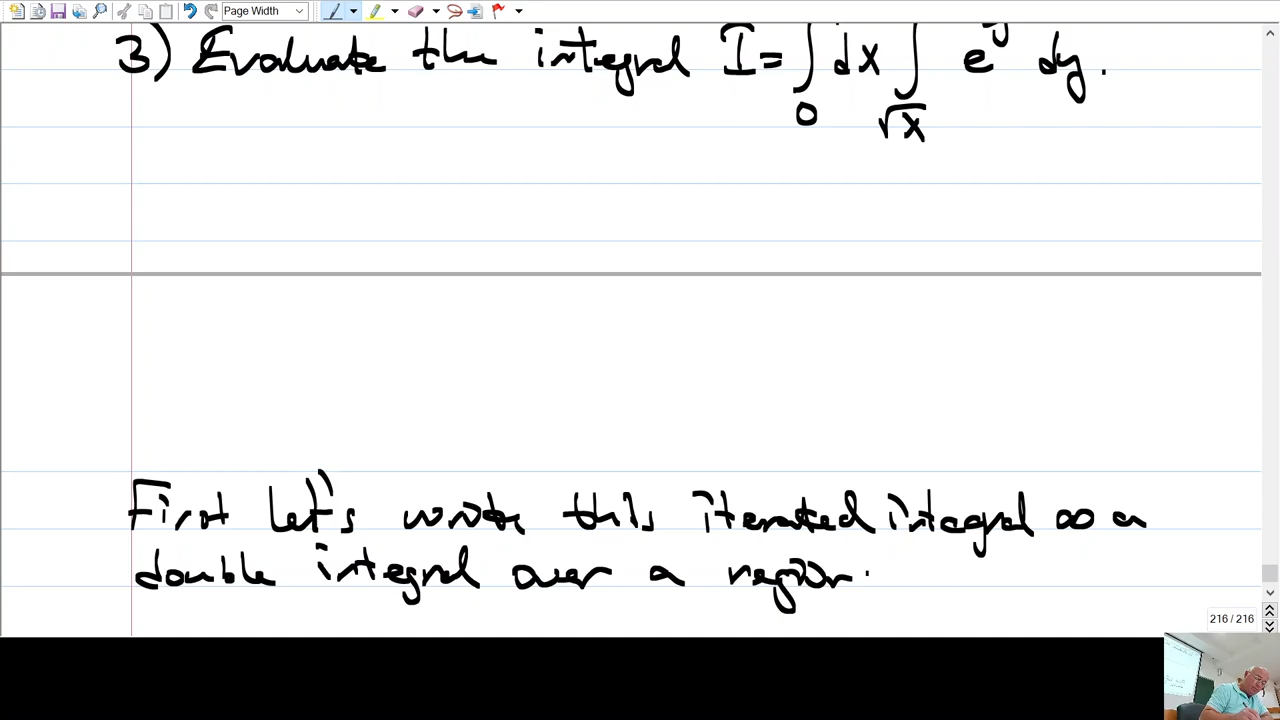 Page Width
3) Evaluate the integral I = ∫ dx ∫ e^y dy.
0 √x
First let's write this iterated integral as a
double integral over a region.
216 / 216